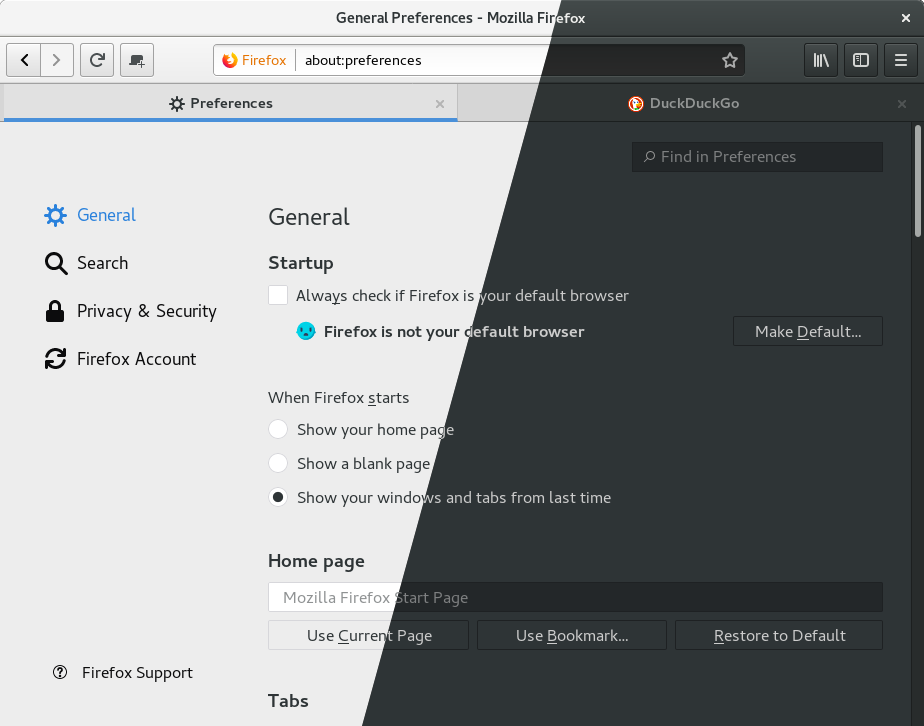 General Preferences - Mozilla Firefox
Firefox about:preferences
Preferences
DuckDuckGo
Find in Preferences
General
Search
Privacy & Security
Firefox Account
Firefox Support
General
Startup
Always check if Firefox is your default browser
Firefox is not your default browser
Make Default...
When Firefox starts
Show your home page
Show a blank page
Show your windows and tabs from last time
Home page
Mozilla Firefox Start Page
Use Current Page
Use Bookmark...
Restore to Default
Tabs